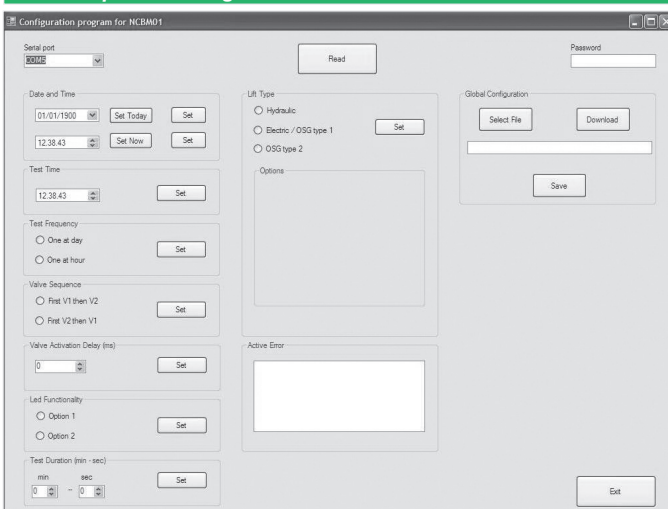 Configuration program for NCBM01
Serial port
COM5
Read
Password
Date and Time
01/01/1900
Set Today
Set
12.38.43
Set Now
Set
Test Time
12.38.43
Set
Test Frequency
One at day
One at hour
Set
Valve Sequence
First V1 then V2
First V2 then V1
Set
Valve Activation Delay (ms)
0
Set
Led Functionality
Option 1
Option 2
Set
Test Duration (min - sec)
min
sec
0 - 0
Set
Lift Type
Hydraulic
Electric / OSG type 1
OSG type 2
Set
Options
Active Error
Global Configuration
Select File
Download
Save
Exit